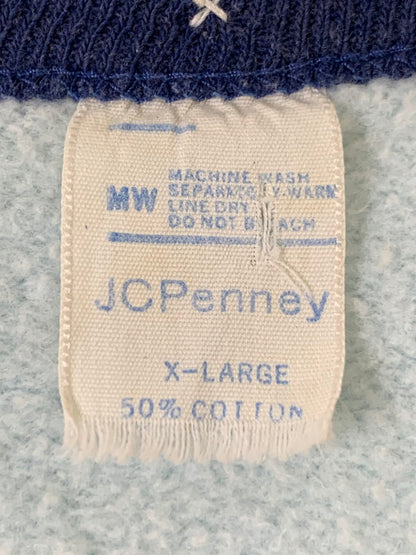 MW
MACHINE WASH
SEPARATELY-WARM
LINE DRY
DO NOT BLEACH
JCPenney
X-LARGE
50% COTTON